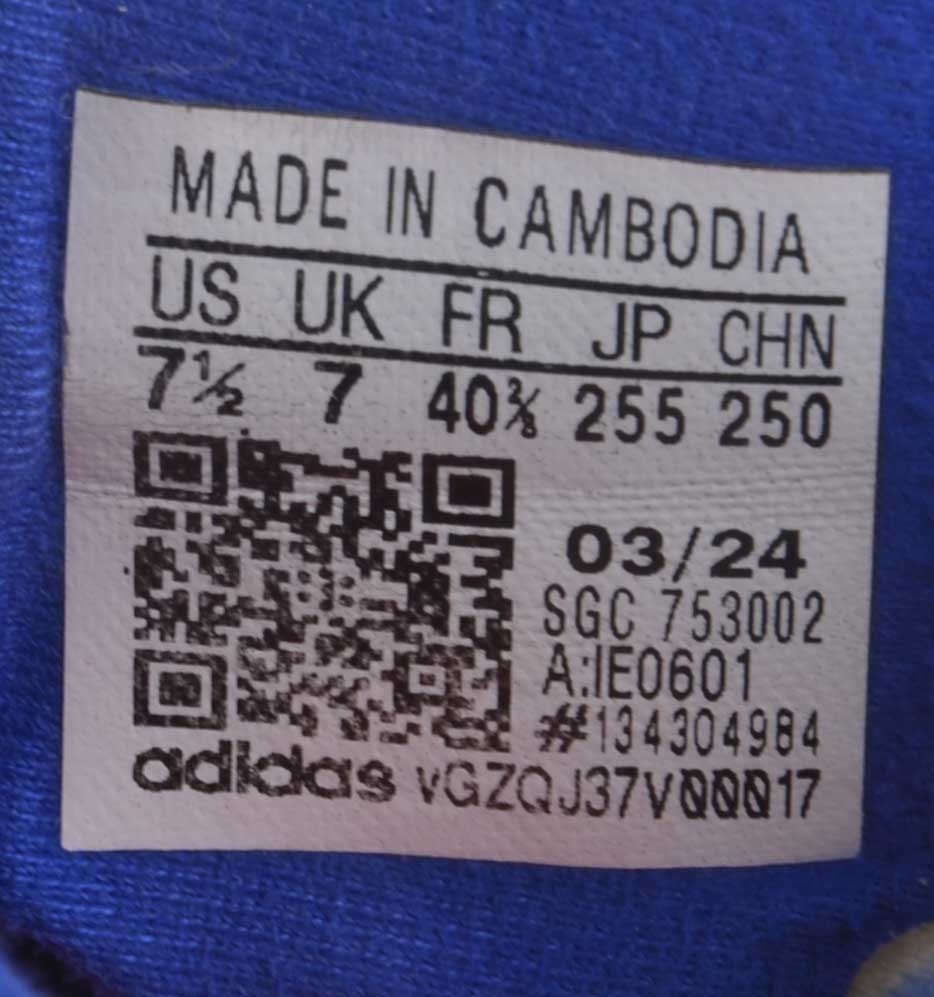 MADE IN CAMBODIA
US UK FR JP CHN
7½ 7 40⅔ 255 250
03/24
SGC 753002
A:IE0601
#134304984
adidas vGZQJ37V00017